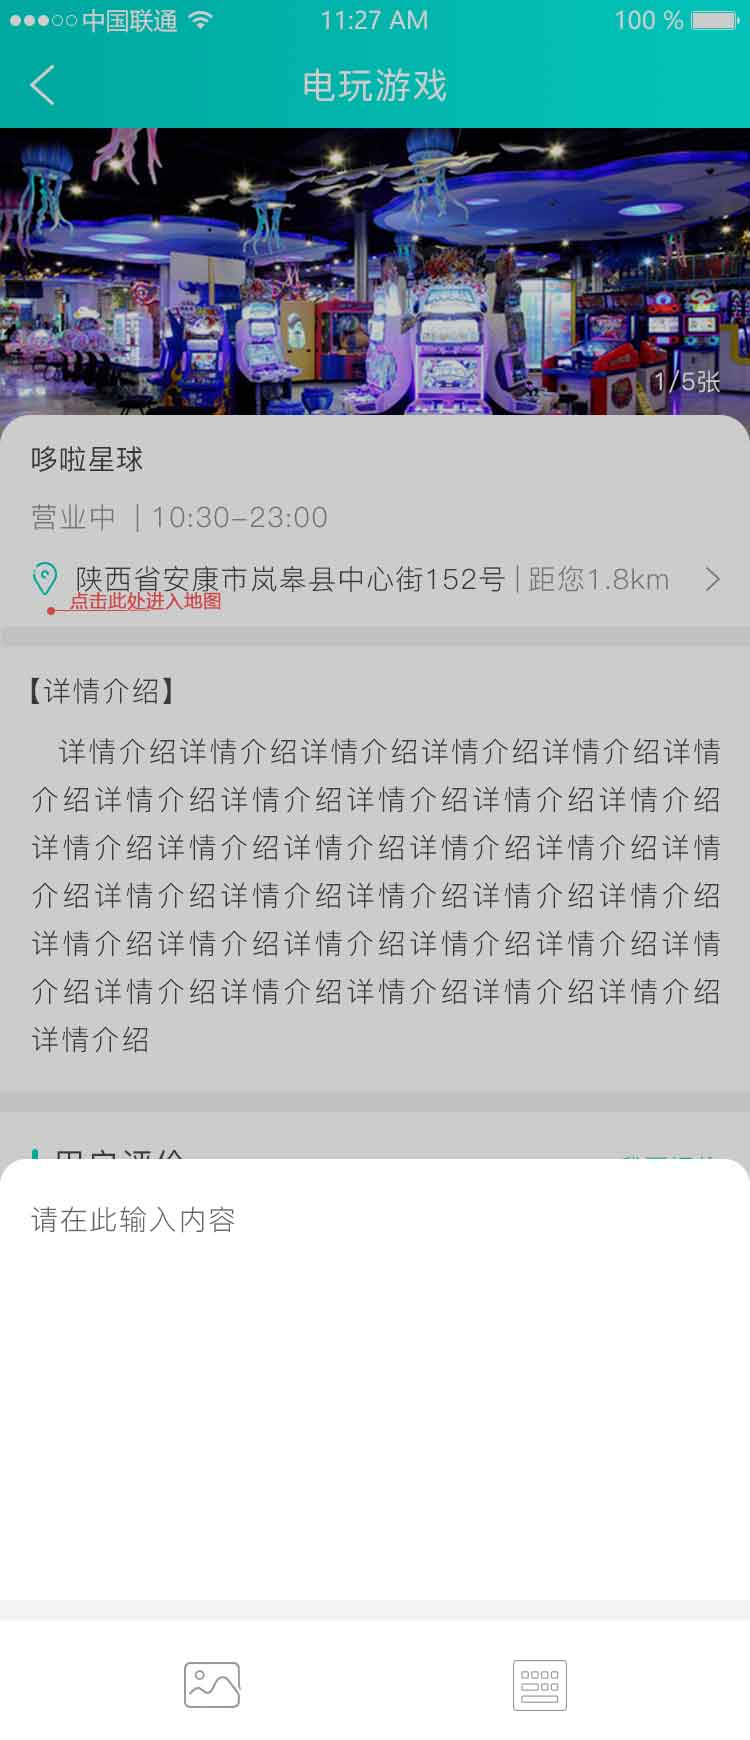 中国联通
11:27 AM
100 %
电玩游戏
1/5张
哆啦星球
营业中 | 10:30-23:00
陕西省安康市岚皋县中心街152号 | 距您1.8km
点击此处进入地图
【详情介绍】
详情介绍详情介绍详情介绍详情介绍详情介绍详情
介绍详情介绍详情介绍详情介绍详情介绍详情介绍
详情介绍详情介绍详情介绍详情介绍详情介绍详情
介绍详情介绍详情介绍详情介绍详情介绍详情介绍
详情介绍详情介绍详情介绍详情介绍详情介绍详情
介绍详情介绍详情介绍详情介绍详情介绍详情介绍
详情介绍
用户评价
请在此输入内容